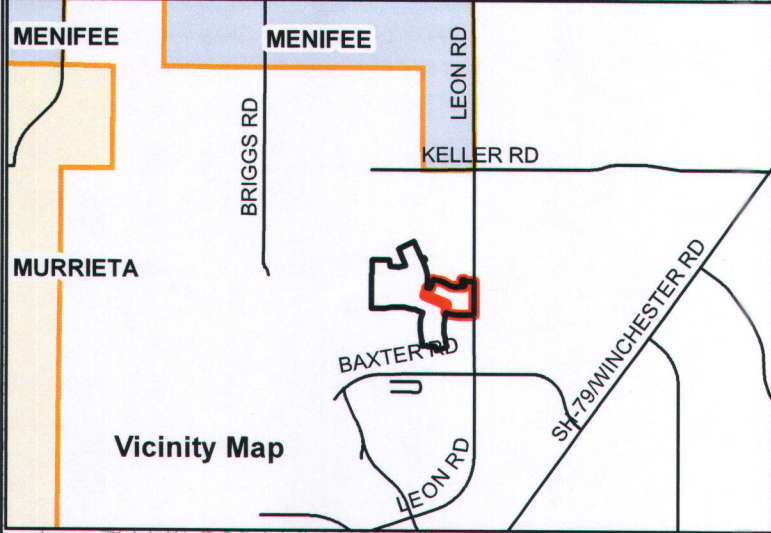 MENIFEE
MENIFEE
LEON RD
BRIGGS RD
KELLER RD
MURRIETA
SH-79/WINCHESTER RD
BAXTER RD
Vicinity Map
LEON RD